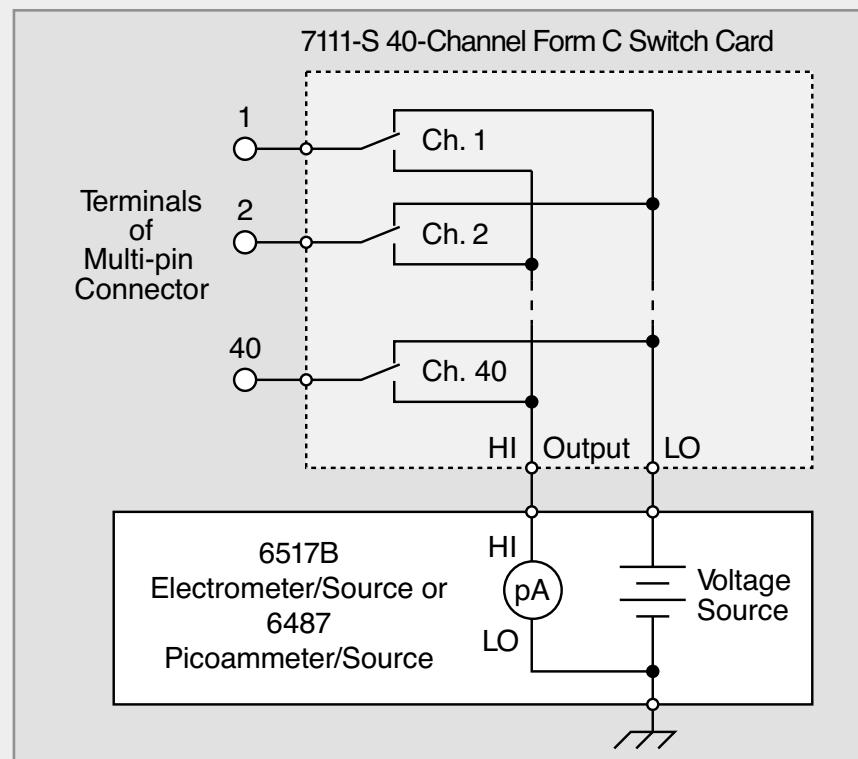 7111-S 40-Channel Form C Switch Card
1
Ch. 1
Terminals
of
Multi-pin
Connector
2
Ch. 2
40
Ch. 40
HI Output LO
6517B
Electrometer/Source or
6487
Picoammeter/Source
HI
pA
LO
Voltage
Source